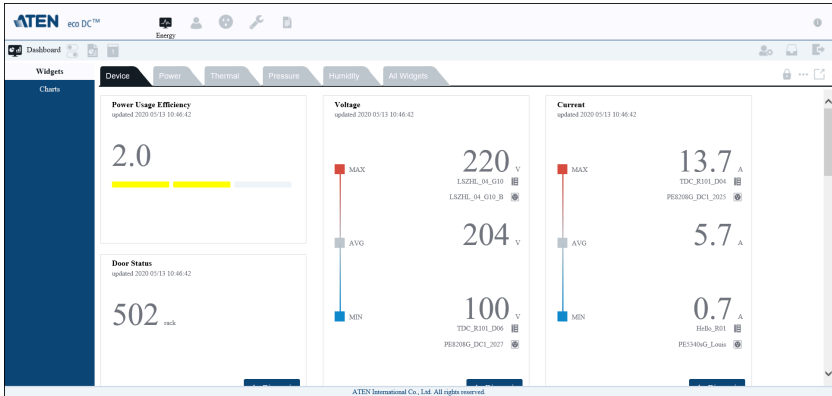 ATEN eco DC™
Energy
Dashboard
Widgets
Charts
Device Power Thermal Pressure Humidity All Widgets
Power Usage Efficiency
updated 2020 05/13 10:46:42
2.0
Door Status
updated 2020 05/13 10:46:42
502 rack
Voltage
updated 2020 05/13 10:46:42
MAX 220 V
LSZHL_04_G10
LSZHL_04_G10_B
AVG 204 V
MIN 100 V
TDC_R101_D06
PE8208G_DC1_2027
Current
updated 2020 05/13 10:46:42
MAX 13.7 A
TDC_R101_D04
PE8208G_DC1_2025
AVG 5.7 A
MIN 0.7 A
Hello_R01
PE5340sG_Louis
ATEN International Co., Ltd. All rights reserved.